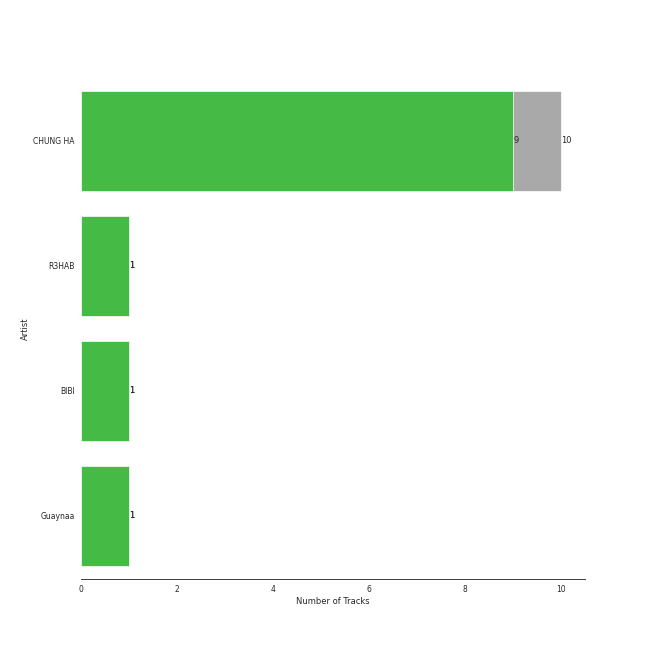 CHUNG HA
9
10
R3HAB
1
BIBI
1
Guaynaa
1
Artist
0 2 4 6 8 10
Number of Tracks